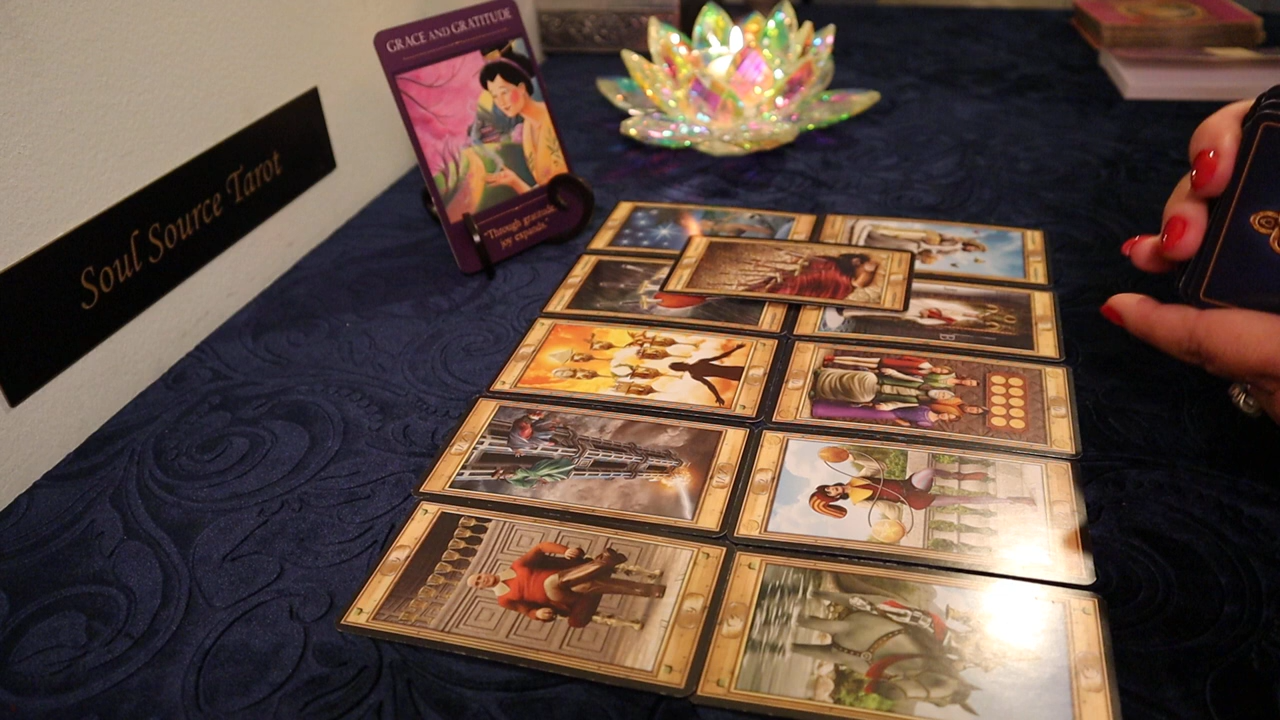 GRACE AND GRATITUDE
"Through gratitude
joy expands."
Soul Source Tarot